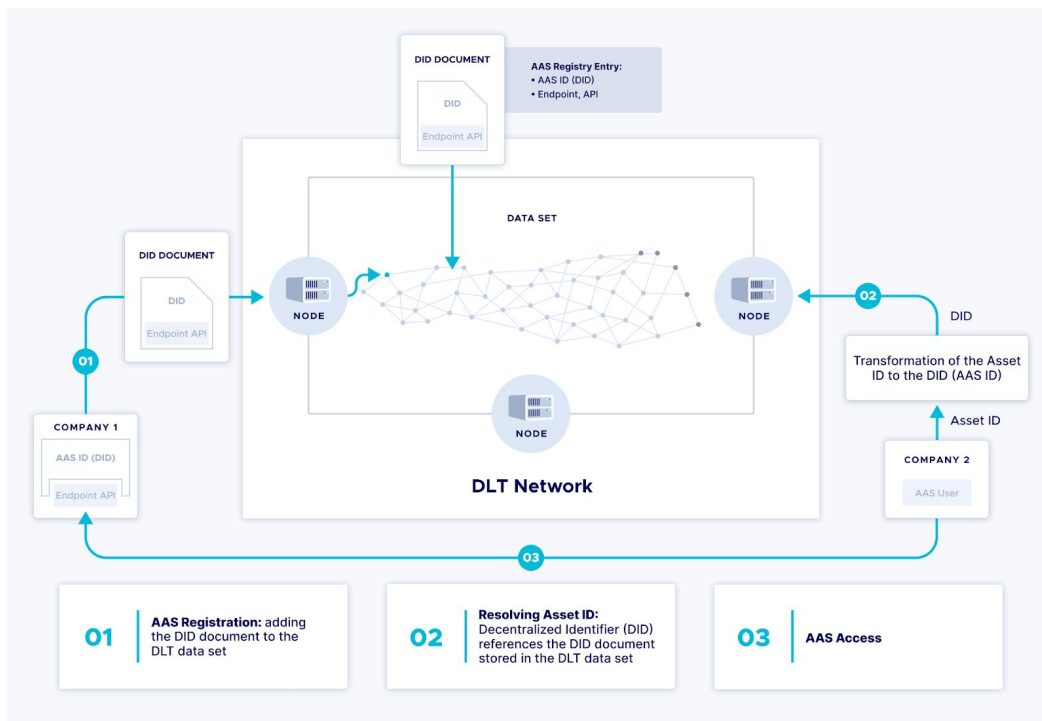 DID DOCUMENT
DID
Endpoint API
AAS Registry Entry:
• AAS ID (DID)
• Endpoint, API
DATA SET
DID DOCUMENT
DID
Endpoint API
NODE
NODE
NODE
DLT Network
01
COMPANY 1
AAS ID (DID)
Endpoint API
02
DID
Transformation of the Asset
ID to the DID (AAS ID)
Asset ID
COMPANY 2
AAS User
03
01
AAS Registration: adding
the DID document to the
DLT data set
02
Resolving Asset ID:
Decentralized Identifier (DID)
references the DID document
stored in the DLT data set
03
AAS Access